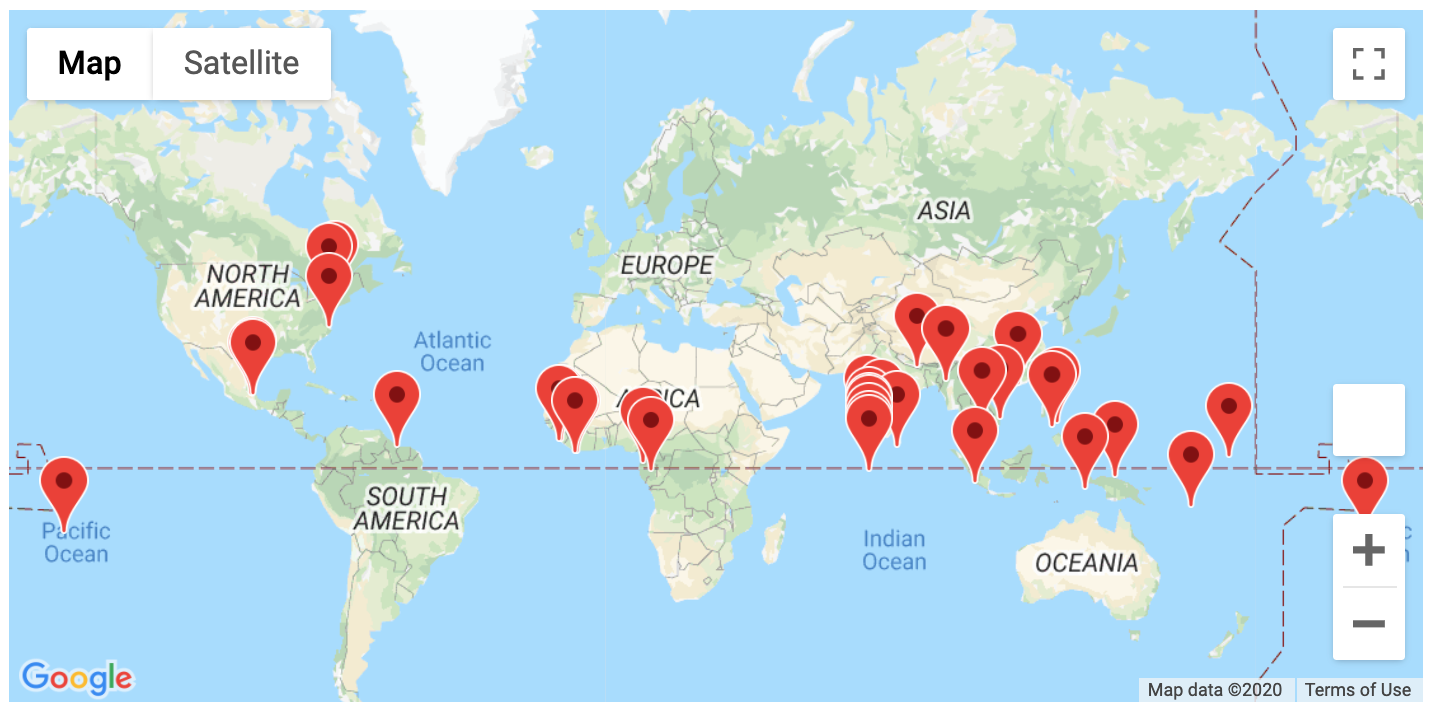 Map
Satellite
ASIA
EUROPE
NORTH
AMERICA
Atlantic
Ocean
SOUTH
AMERICA
Pacific
Ocean
Indian
Ocean
OCEANIA
Google
Map data ©2020
Terms of Use